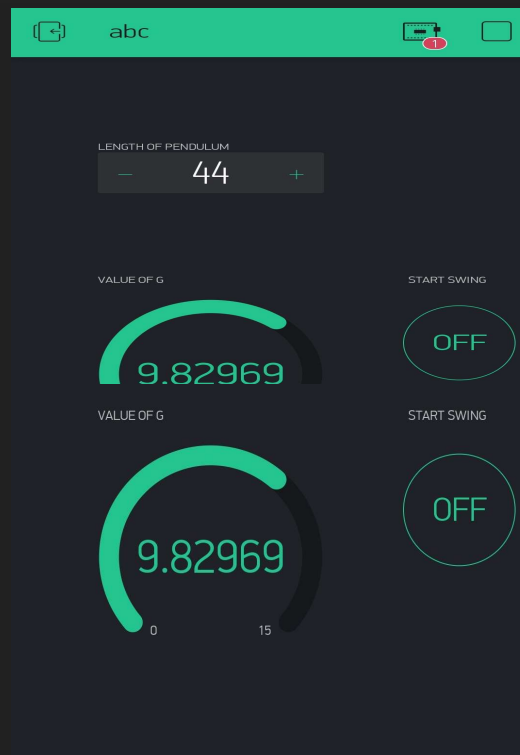 abc
1
LENGTH OF PENDULUM
− 44 +
VALUE OF G
START SWING
9.82969
OFF
VALUE OF G
START SWING
9.82969
OFF
0 15